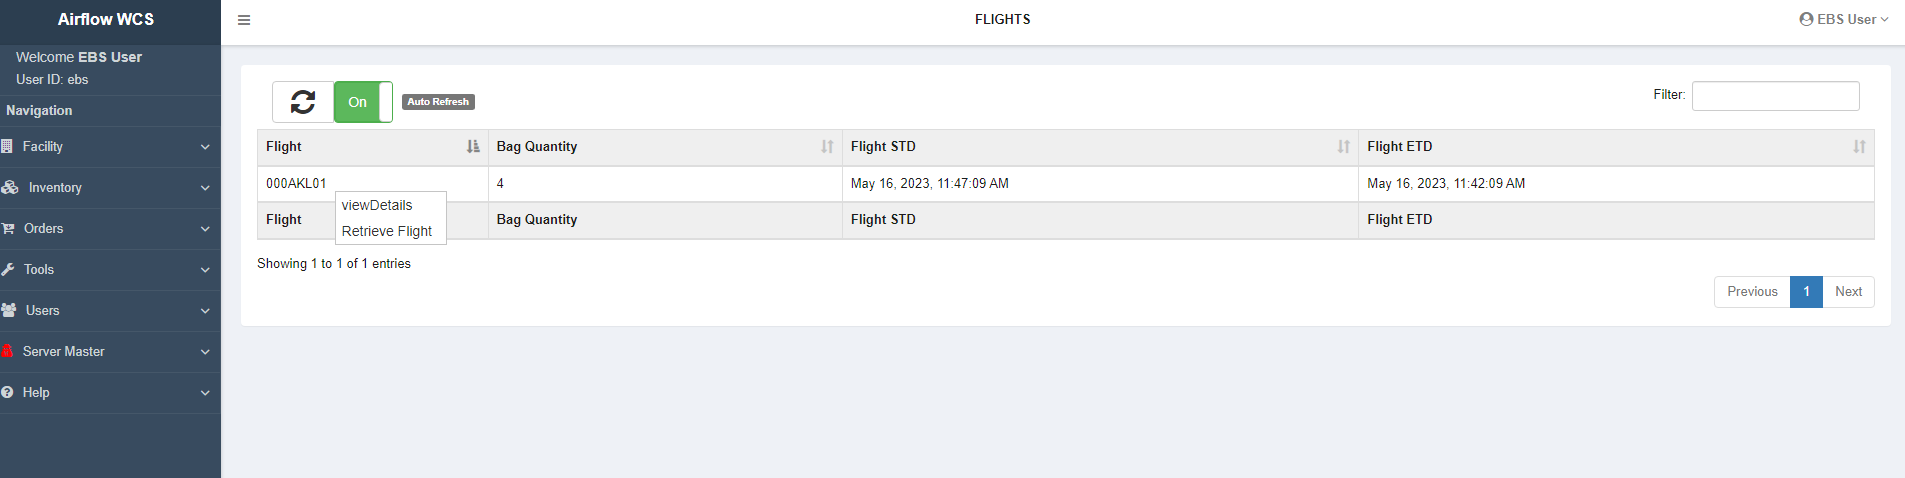 Airflow WCS
FLIGHTS
EBS User
Welcome EBS User
User ID: ebs
Navigation
Facility
Inventory
Orders
Tools
Users
Server Master
Help
On
Auto Refresh
Filter:
Flight Bag Quantity Flight STD Flight ETD
000AKL01 4 May 16, 2023, 11:47:09 AM May 16, 2023, 11:42:09 AM
viewDetails
Retrieve Flight
Flight Bag Quantity Flight STD Flight ETD
Showing 1 to 1 of 1 entries
Previous 1 Next